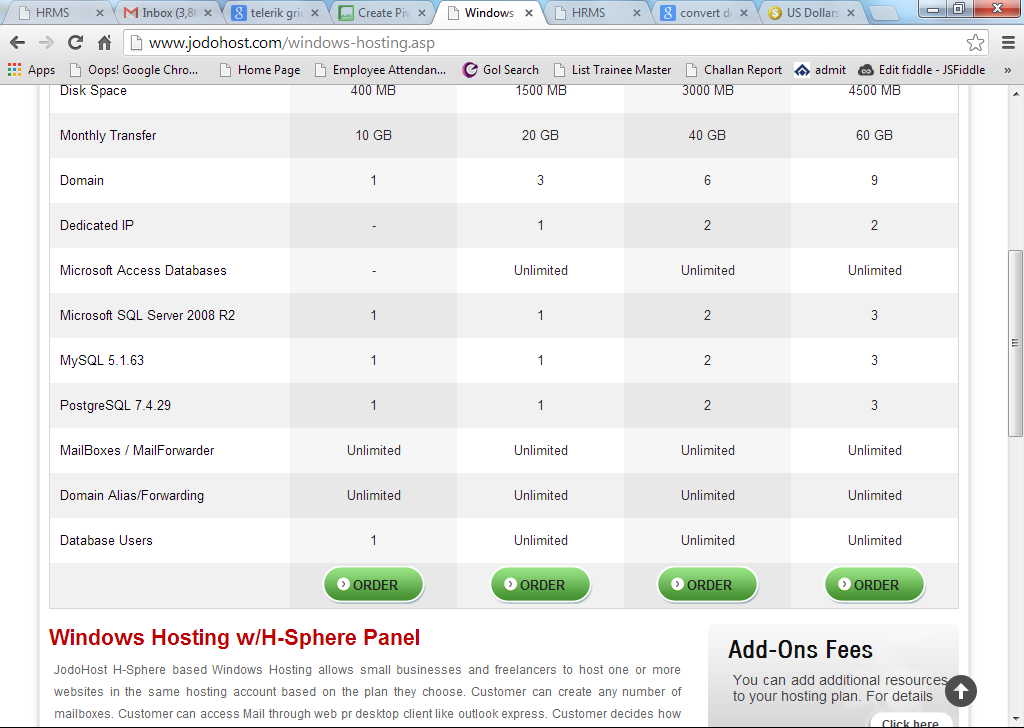 HRMS Inbox (3,8 telerik gri Create Piv Windows HRMS convert d US Dollars
www.jodohost.com/windows-hosting.asp
Apps Oops! Google Chro... Home Page Employee Attendan... GoI Search List Trainee Master Challan Report admit Edit fiddle - JSFiddle »
Disk Space 400 MB 1500 MB 3000 MB 4500 MB
Monthly Transfer 10 GB 20 GB 40 GB 60 GB
Domain 1 3 6 9
Dedicated IP - 1 2 2
Microsoft Access Databases - Unlimited Unlimited Unlimited
Microsoft SQL Server 2008 R2 1 1 2 3
MySQL 5.1.63 1 1 2 3
PostgreSQL 7.4.29 1 1 2 3
MailBoxes / MailForwarder Unlimited Unlimited Unlimited Unlimited
Domain Alias/Forwarding Unlimited Unlimited Unlimited Unlimited
Database Users 1 Unlimited Unlimited Unlimited
ORDER ORDER ORDER ORDER
Windows Hosting w/H-Sphere Panel
JodoHost H-Sphere based Windows Hosting allows small businesses and freelancers to host one or more
websites in the same hosting account based on the plan they choose. Customer can create any number of
mailboxes. Customer can access Mail through web pr desktop client like outlook express. Customer decides how
Add-Ons Fees
You can add additional resources
to your hosting plan. For details
Click here